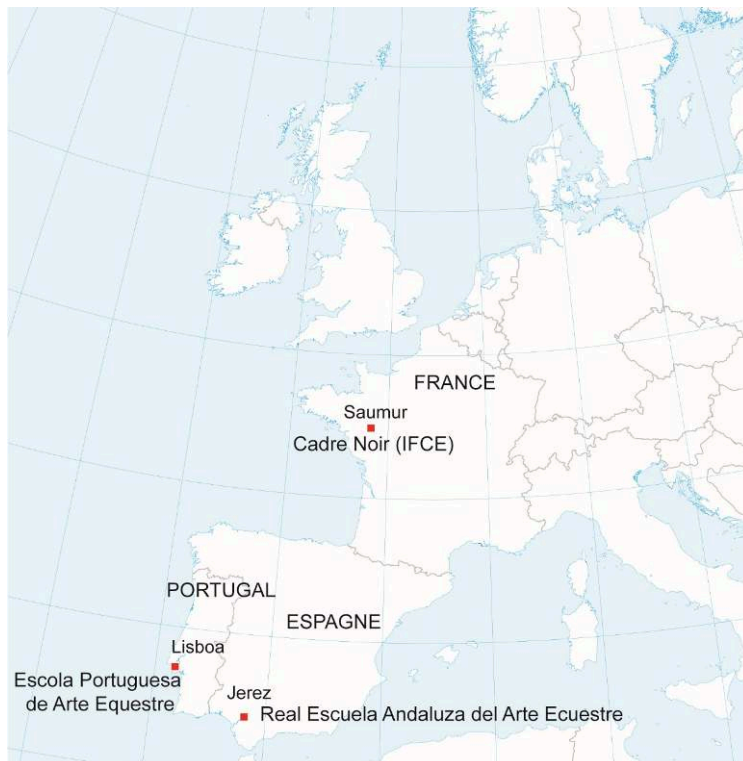 FRANCE
Saumur
Cadre Noir (IFCE)
PORTUGAL
ESPAGNE
Lisboa
Escola Portuguesa
de Arte Equestre
Jerez
Real Escuela Andaluza del Arte Ecuestre